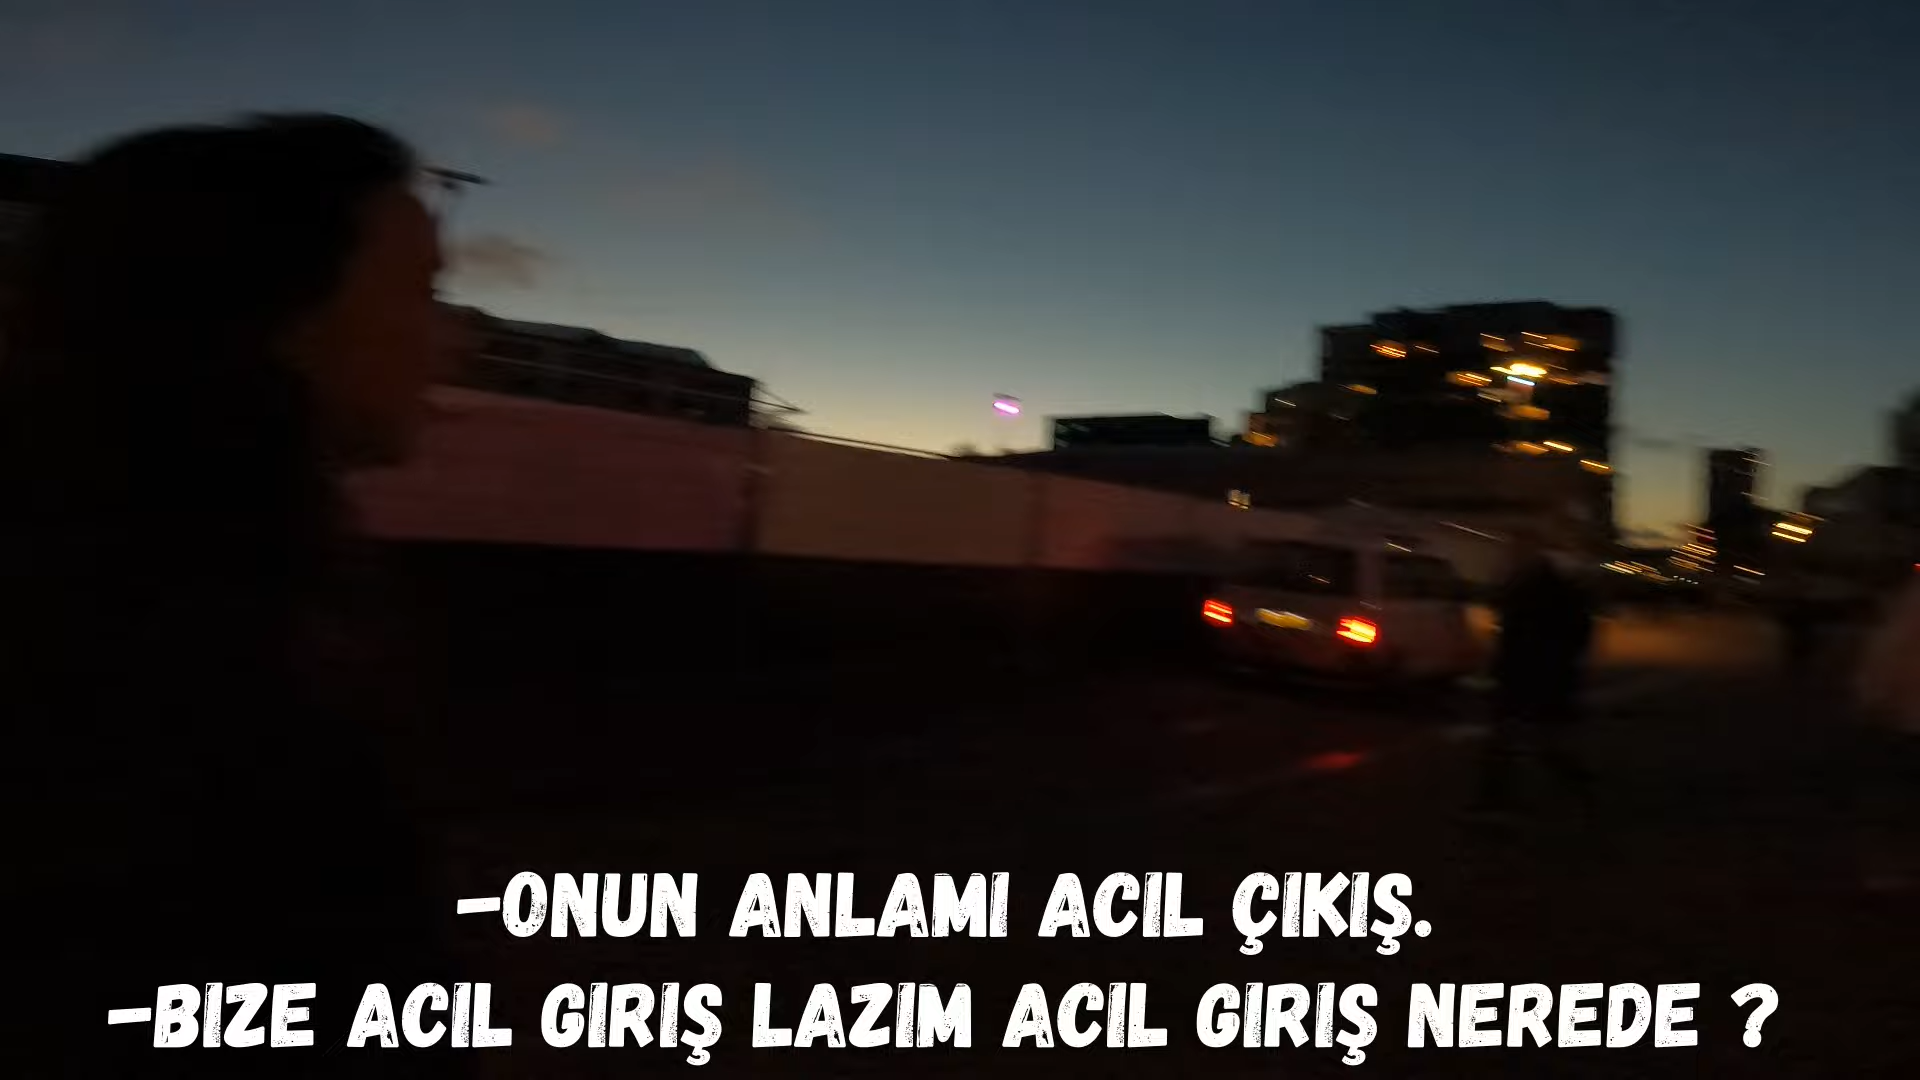 -ONUN ANLAMI ACIL ÇIKIŞ.
-BIZE ACIL GIRIŞ LAZIM ACIL GIRIŞ NEREDE ?